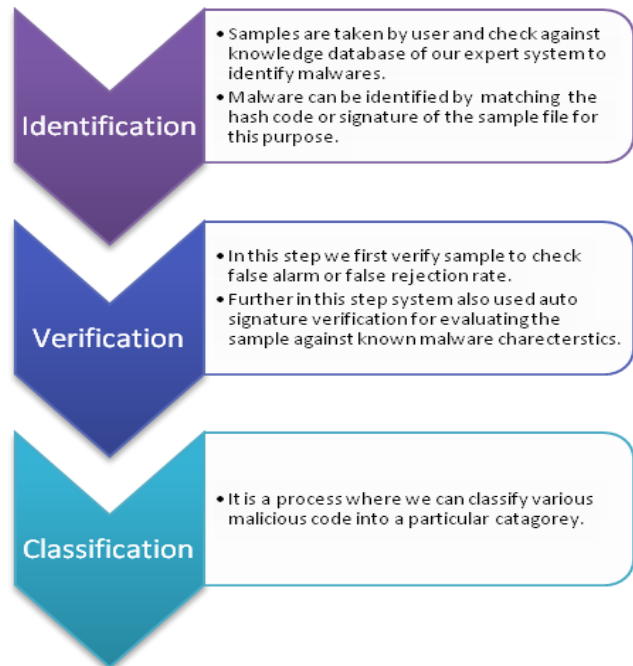 Identification
• Samples are taken by user and check against
knowledge database of our expert system to
identify malwares.
• Malware can be identified by matching the
hash code or signature of the sample file for
this purpose.
Verification
• In this step we first verify sample to check
false alarm or false rejection rate.
• Further in this step system also used auto
signature verification for evaluating the
sample against known malware charecterstics.
Classification
• It is a process where we can classify various
malicious code into a particular catagorey.